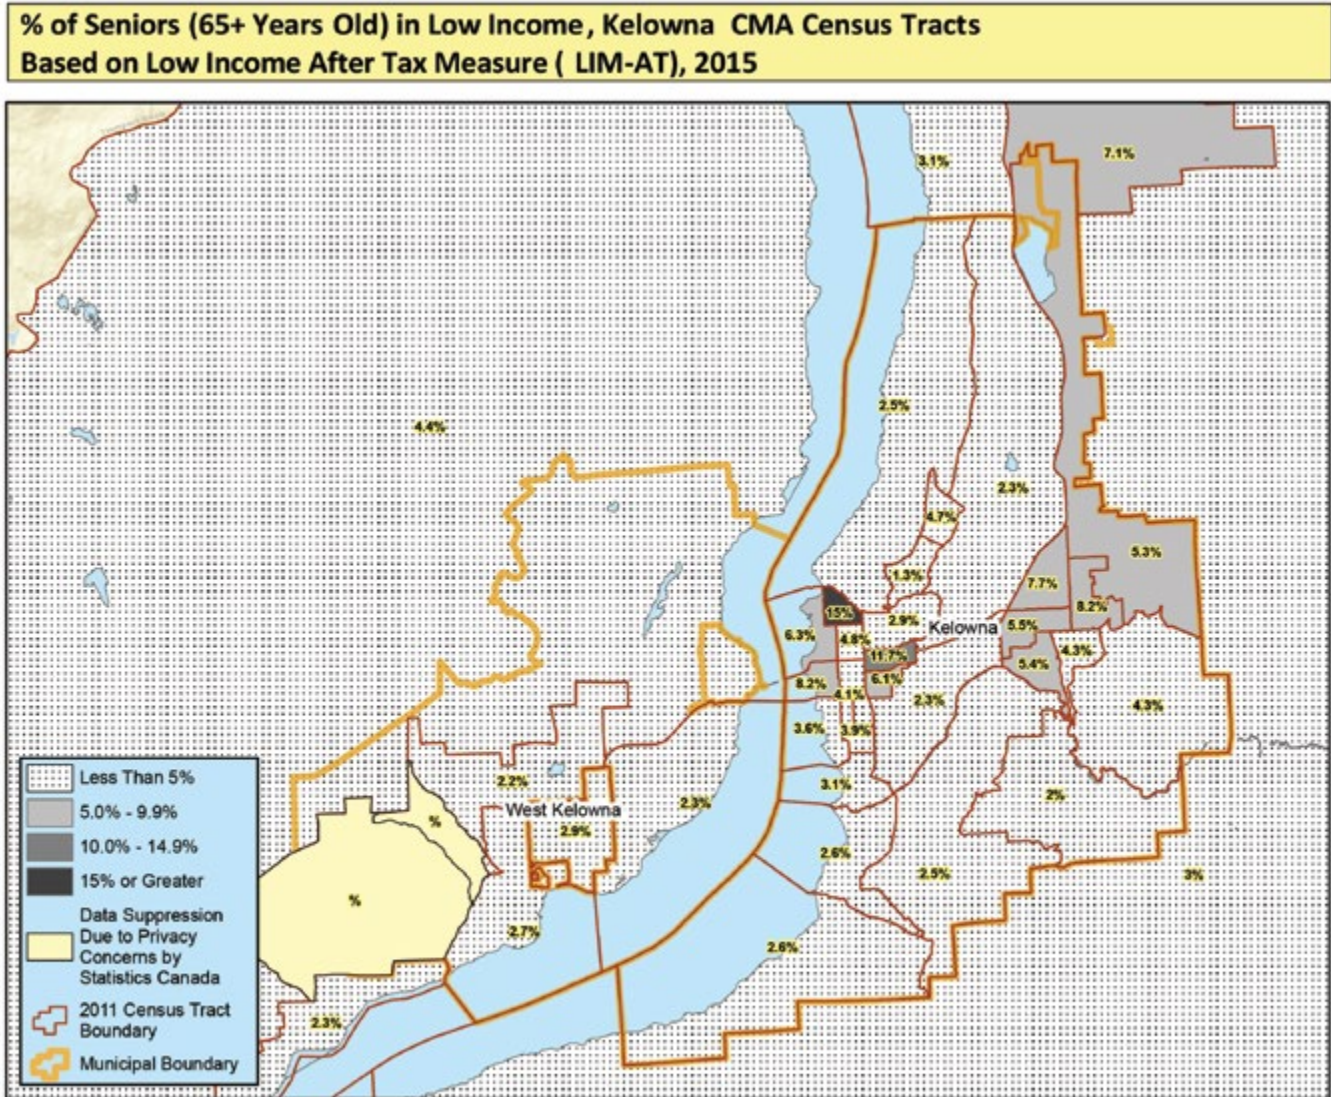 % of Seniors (65+ Years Old) in Low Income, Kelowna CMA Census Tracts
Based on Low Income After Tax Measure ( LIM-AT), 2015
7.1%
3.1%
2.5%
4.4%
2.3%
4.7%
5.3%
1.3%
7.7%
8.2%
15%
2.9%
Kelowna
5.5%
6.3%
4.8%
11.7%
4.3%
5.4%
6.1%
8.2%
4.1%
2.3%
4.3%
3.6%
3.9%
2.2%
3.1%
2.3%
2%
West Kelowna
%
2.9%
2.6%
2.5%
3%
%
2.7%
2.6%
2.3%
Less Than 5%
5.0% - 9.9%
10.0% - 14.9%
15% or Greater
Data Suppression
Due to Privacy
Concerns by
Statistics Canada
2011 Census Tract
Boundary
Municipal Boundary